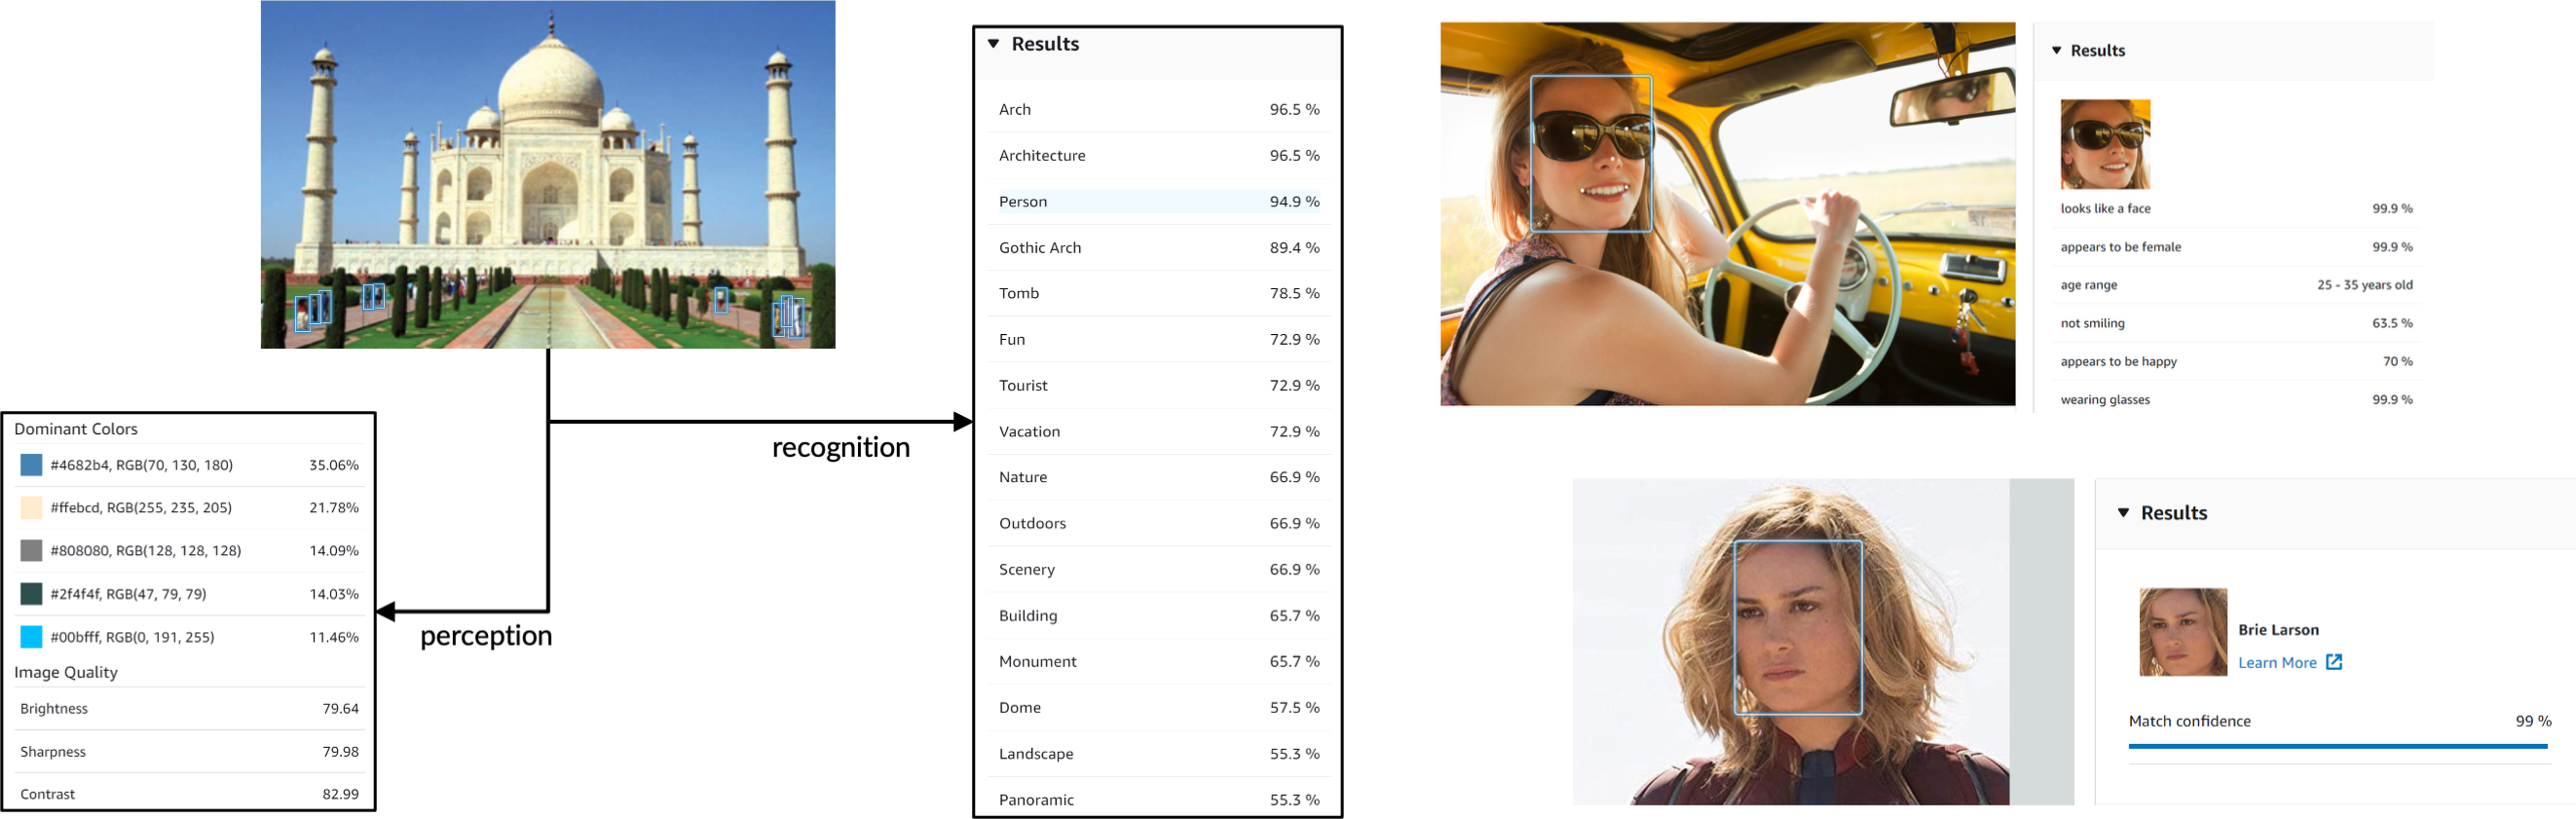 Results
Arch 96.5 %
Architecture 96.5 %
Person 94.9 %
Gothic Arch 89.4 %
Tomb 78.5 %
Fun 72.9 %
Tourist 72.9 %
Vacation 72.9 %
Nature 66.9 %
Outdoors 66.9 %
Scenery 66.9 %
Building 65.7 %
Monument 65.7 %
Dome 57.5 %
Landscape 55.3 %
Panoramic 55.3 %
recognition
perception
Dominant Colors
#4682b4, RGB(70, 130, 180) 35.06%
#ffebcd, RGB(255, 235, 205) 21.78%
#808080, RGB(128, 128, 128) 14.09%
#2f4f4f, RGB(47, 79, 79) 14.03%
#00bfff, RGB(0, 191, 255) 11.46%
Image Quality
Brightness 79.64
Sharpness 79.98
Contrast 82.99
Results
looks like a face 99.9 %
appears to be female 99.9 %
age range 25 - 35 years old
not smiling 63.5 %
appears to be happy 70 %
wearing glasses 99.9 %
Results
Brie Larson
Learn More
Match confidence 99 %